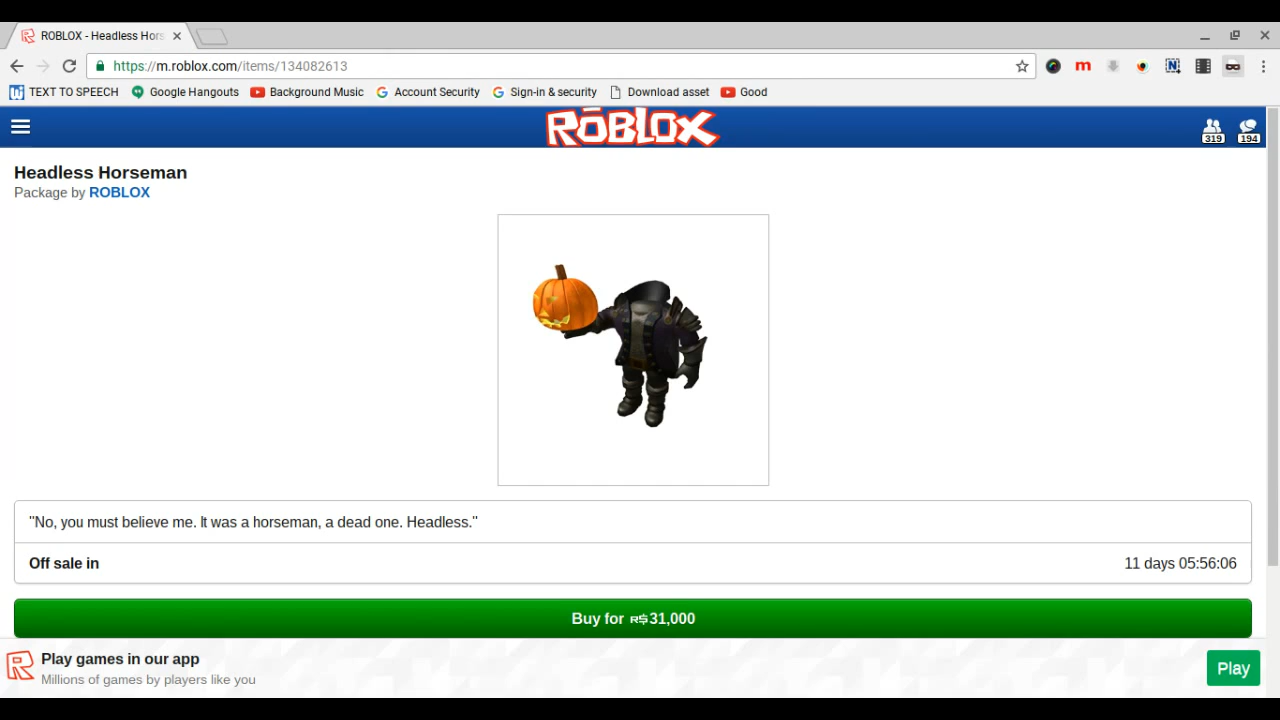 ROBLOX - Headless Hors
https://m.roblox.com/items/134082613
m
N
TEXT TO SPEECH
Google Hangouts
Background Music
Account Security
Sign-in & security
Download asset
Good
ROBLOX
319
194
Headless Horseman
Package by ROBLOX
"No, you must believe me. It was a horseman, a dead one. Headless."
Off sale in
11 days 05:56:06
Buy for R$31,000
Play games in our app
Millions of games by players like you
Play